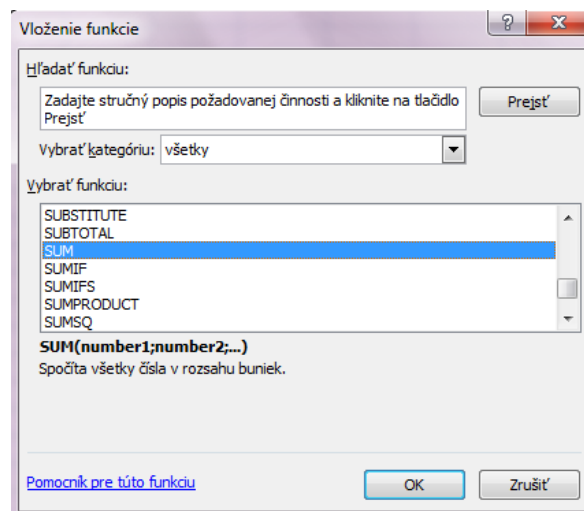 Vloženie funkcie
Hľadať funkciu:
Zadajte stručný popis požadovanej činnosti a kliknite na tlačidlo
Prejsť
Prejsť
Vybrať kategóriu: všetky
Vybrať funkciu:
SUBSTITUTE
SUBTOTAL
SUM
SUMIF
SUMIFS
SUMPRODUCT
SUMSQ
SUM(number1;number2;...)
Spočíta všetky čísla v rozsahu buniek.
Pomocník pre túto funkciu
OK
Zrušiť